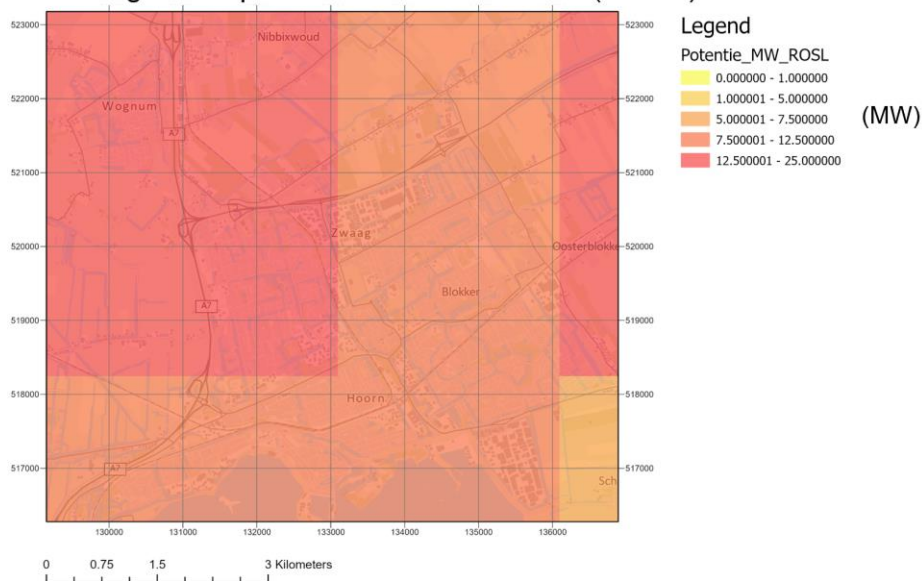 Legend
Potentie_MW_ROSL
0.000000 - 1.000000
1.000001 - 5.000000
5.000001 - 7.500000
7.500001 - 12.500000
12.500001 - 25.000000
(MW)
523000
522000
521000
520000
519000
518000
517000
Nibbixwoud
Wognum
A7
Zwaag
Oosterblokke
Blokker
A7
Hoorn
A7
Sch
523000
522000
521000
520000
519000
518000
517000
130000
131000
132000
133000
134000
135000
136000
0 0.75 1.5 3 Kilometers